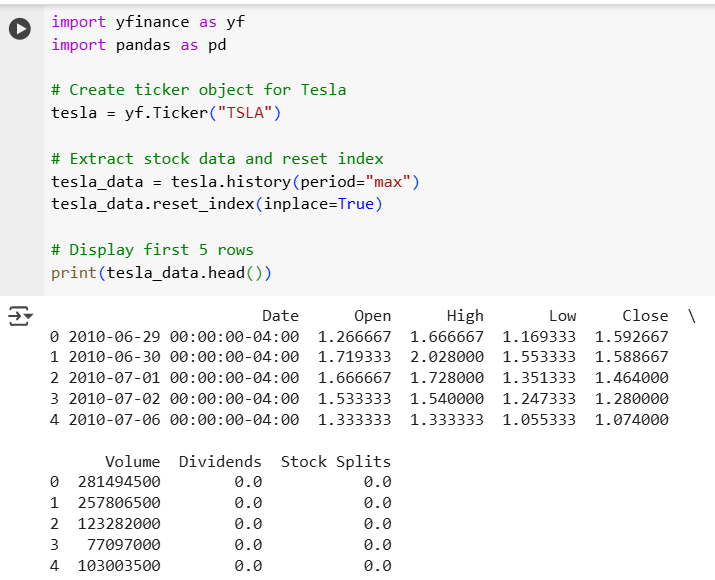 import yfinance as yf
import pandas as pd
# Create ticker object for Tesla
tesla = yf.Ticker("TSLA")
# Extract stock data and reset index
tesla_data = tesla.history(period="max")
tesla_data.reset_index(inplace=True)
# Display first 5 rows
print(tesla_data.head())
Date Open High Low Close \
0 2010-06-29 00:00:00-04:00 1.266667 1.666667 1.169333 1.592667
1 2010-06-30 00:00:00-04:00 1.719333 2.028000 1.553333 1.588667
2 2010-07-01 00:00:00-04:00 1.666667 1.728000 1.351333 1.464000
3 2010-07-02 00:00:00-04:00 1.533333 1.540000 1.247333 1.280000
4 2010-07-06 00:00:00-04:00 1.333333 1.333333 1.055333 1.074000
Volume Dividends Stock Splits
0 281494500 0.0 0.0
1 257806500 0.0 0.0
2 123282000 0.0 0.0
3 77097000 0.0 0.0
4 103003500 0.0 0.0